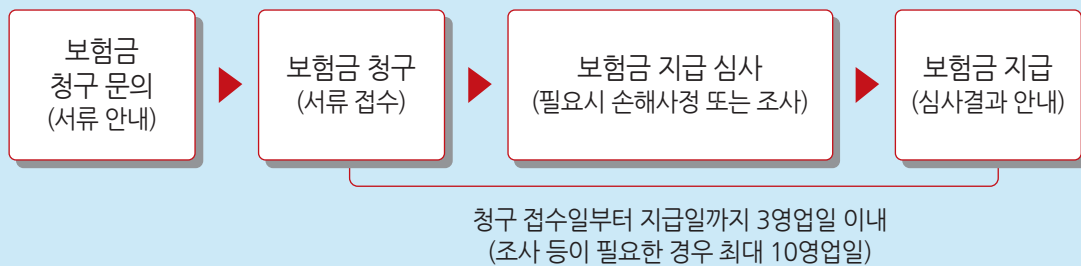 보험금
청구 문의
(서류 안내)
보험금 청구
(서류 접수)
보험금 지급 심사
(필요시 손해사정 또는 조사)
보험금 지급
(심사결과 안내)
청구 접수일부터 지급일까지 3영업일 이내
(조사 등이 필요한 경우 최대 10영업일)